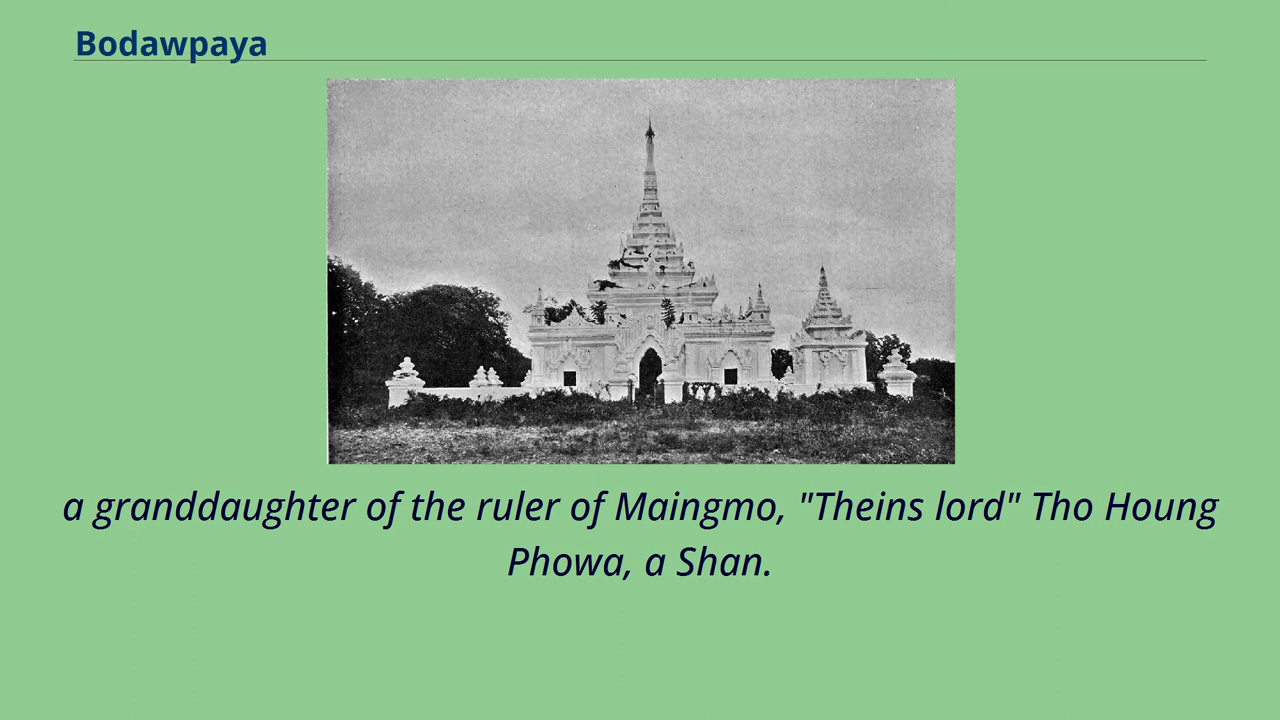 Bodawpaya
a granddaughter of the ruler of Maingmo, "Theins lord" Tho Houng
Phowa, a Shan.